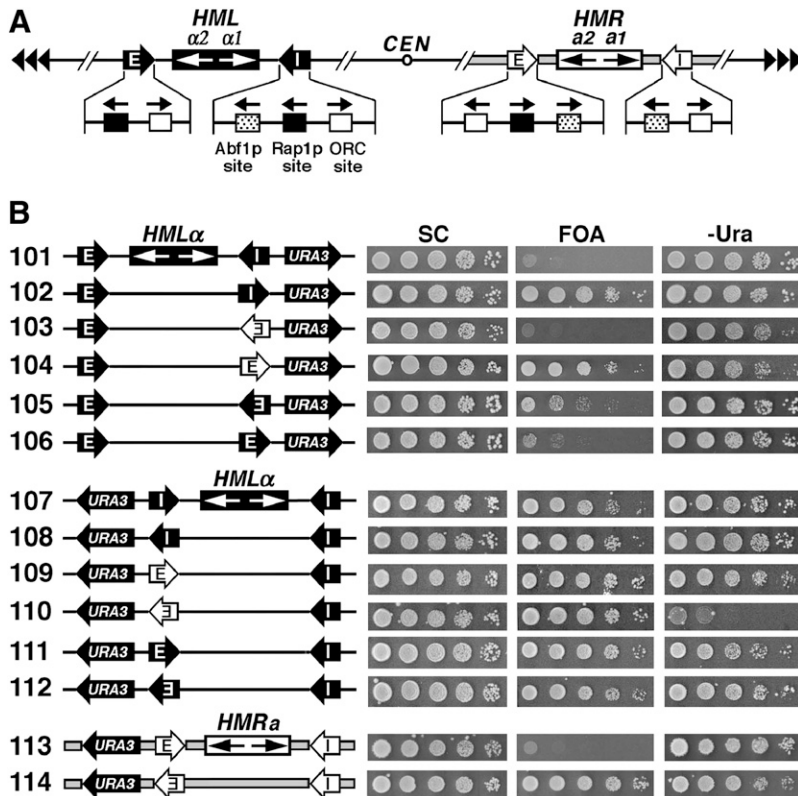 A
HML
α2 α1
E
I
CEN
HMR
a2 a1
E
I
Abf1p site
Rap1p site
ORC site
B
HMLα
SC
FOA
-Ura
101 E I URA3
102 E I URA3
103 E E URA3
104 E E URA3
105 E E URA3
106 E E URA3
HMLα
107 URA3 I I
108 URA3 I I
109 URA3 E I
110 URA3 E I
111 URA3 E I
112 URA3 E I
HMRa
113 URA3 E I
114 URA3 E I